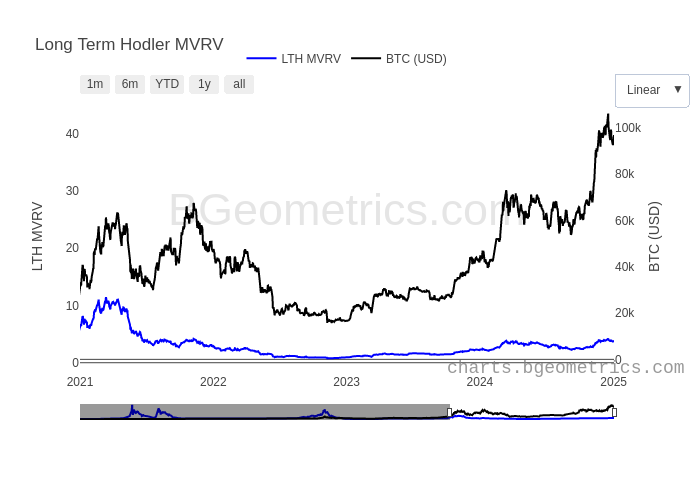 Long Term Hodler MVRV
LTH MVRV BTC (USD)
1m 6m YTD 1y all
Linear ▼
40
30
20
10
0
LTH MVRV
100k
80k
60k
40k
20k
0
BTC (USD)
BGeometrics.com
charts.bgeometrics.com
2021 2022 2023 2024 2025